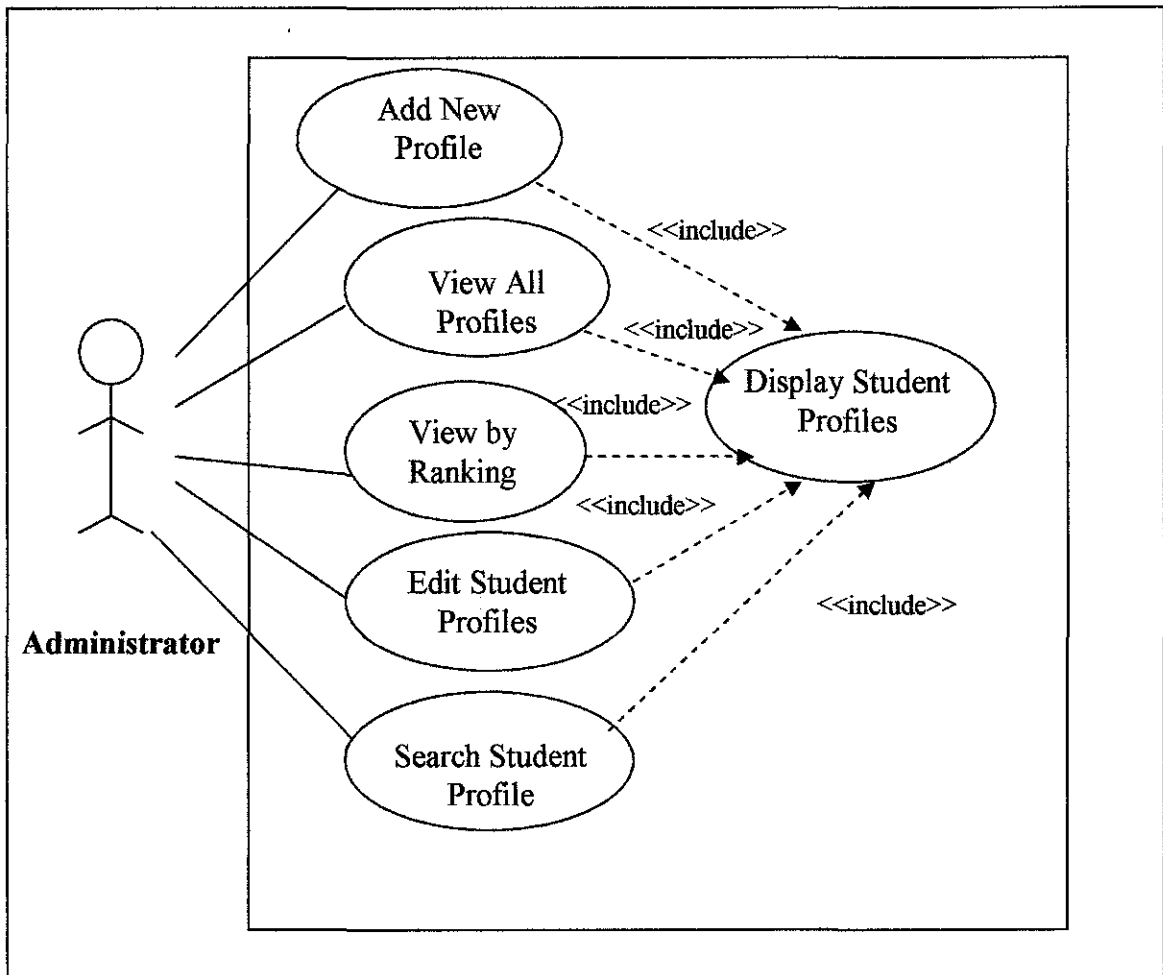 Add New
Profile
<<include>>
View All
Profiles
<<include>>
Display Student
Profiles
<<include>>
View by
Ranking
<<include>>
Edit Student
Profiles
<<include>>
Administrator
Search Student
Profile